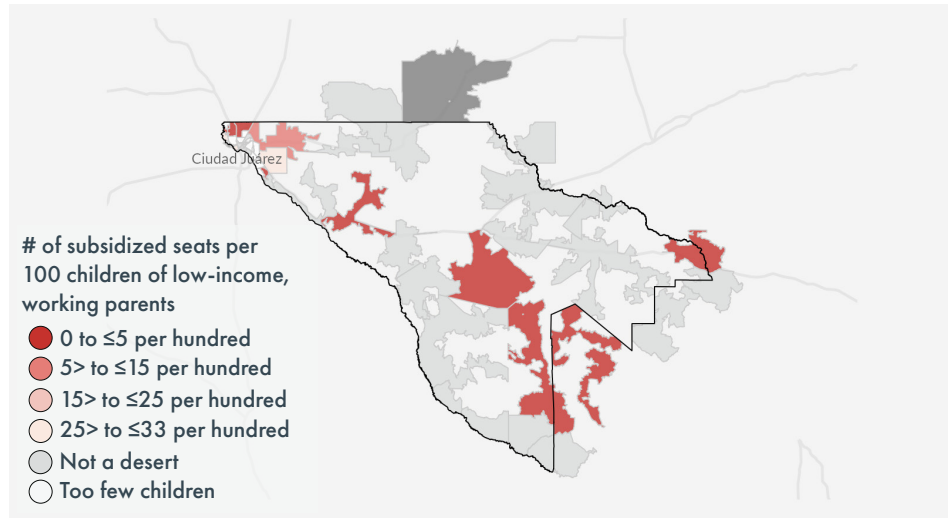 Ciudad Juárez
# of subsidized seats per
100 children of low-income,
working parents
0 to ≤5 per hundred
5> to ≤15 per hundred
15> to ≤25 per hundred
25> to ≤33 per hundred
Not a desert
Too few children